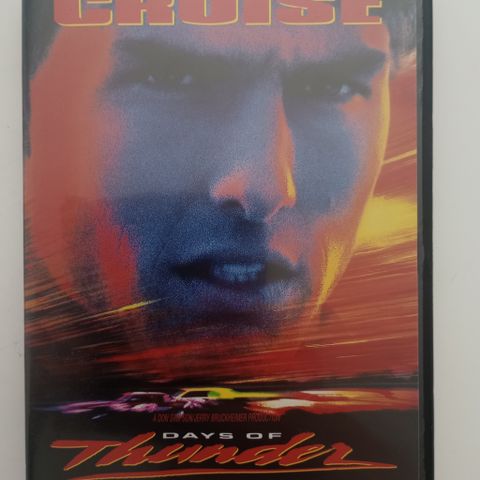 CRUISE
A DON SIMPSON/JERRY BRUCKHEIMER PRODUCTION
DAYS OF
Thunder